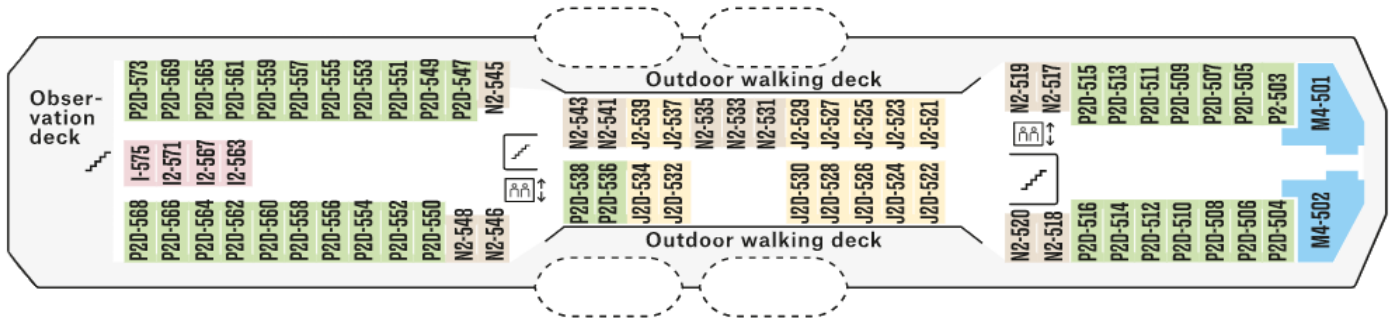 Obser-
vation
deck
P2D-573
P2D-569
P2D-565
P2D-561
P2D-559
P2D-557
P2D-555
P2D-553
P2D-551
P2D-549
P2D-547
N2-545
I-575
I2-571
I2-567
I2-563
P2D-568
P2D-566
P2D-564
P2D-562
P2D-560
P2D-558
P2D-556
P2D-554
P2D-552
P2D-550
N2-548
N2-546
Outdoor walking deck
N2-543
N2-541
J2-539
J2-537
N2-535
N2-533
N2-531
J2-529
J2-527
J2-525
J2-523
J2-521
P2D-538
P2D-536
J2D-534
J2D-532
J2D-530
J2D-528
J2D-526
J2D-524
J2D-522
Outdoor walking deck
N2-519
N2-517
P2D-515
P2D-513
P2D-511
P2D-509
P2D-507
P2D-505
P2-503
M4-501
N2-520
N2-518
P2D-516
P2D-514
P2D-512
P2D-510
P2D-508
P2D-506
P2D-504
M4-502